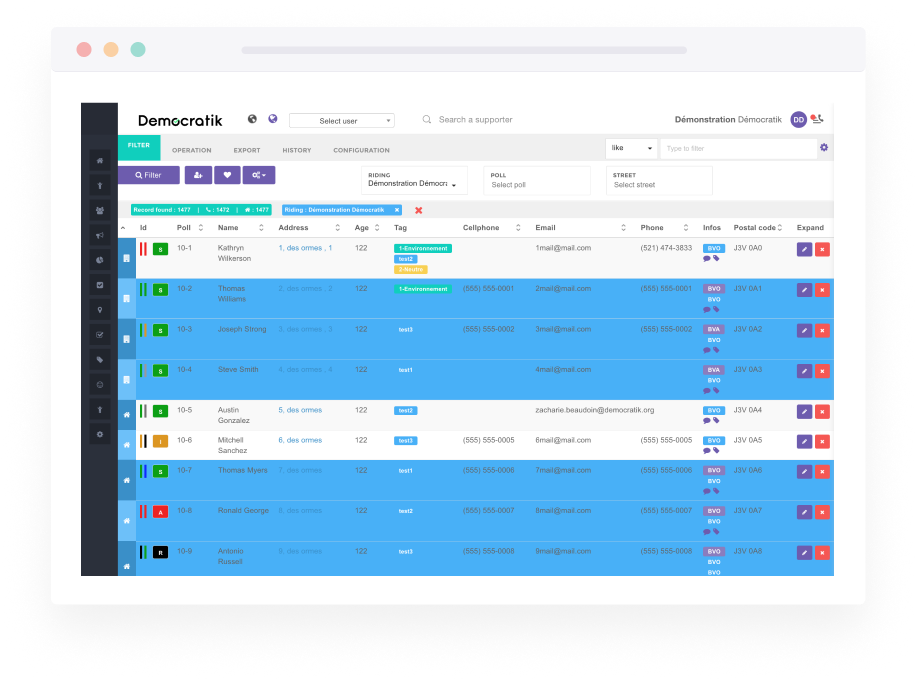 Democratik
Select user
Search a supporter
Démonstration Démocratik DD
FILTER OPERATION EXPORT HISTORY CONFIGURATION
like Type to filter
Filter
RIDING POLL STREET
Démonstration Démocra Select poll Select street
Record found : 1477 | : 1472 | : 1477 Riding : Démonstration Démocratik x
Id Poll Name Address Age Tag Cellphone Email Phone Infos Postal code Expand
S 10-1 Kathryn Wilkerson 1, des ormes , 1 122 1-Environnement 1mail@mail.com (521) 474-3833 BVO J3V 0A0
test2
S 10-2 Thomas Williams 2, des ormes , 2 122 1-Environnement (555) 555-0001 2mail@mail.com (555) 555-0001 BVO J3V 0A1
BVO
S 10-3 Joseph Strong 3, des ormes , 3 122 test3 (555) 555-0002 3mail@mail.com (555) 555-0002 BVA J3V 0A2
BVO
S 10-4 Steve Smith 4, des ormes , 4 122 test1 4mail@mail.com BVA J3V 0A3
BVO
S 10-5 Austin Gonzalez 5, des ormes 122 test2 zacharie.beaudoin@democratik.org BVO J3V 0A4
I 10-6 Mitchell Sanchez 6, des ormes 122 test3 (555) 555-0005 6mail@mail.com (555) 555-0005 BVO J3V 0A5
S 10-7 Thomas Myers 7, des ormes 122 test1 (555) 555-0006 7mail@mail.com (555) 555-0006 BVO J3V 0A6
BVO
A 10-8 Ronald George 8, des ormes 122 test2 (555) 555-0007 8mail@mail.com (555) 555-0007 BVO J3V 0A7
BVO
R 10-9 Antonio Russell 9, des ormes 122 test3 (555) 555-0008 9mail@mail.com (555) 555-0008 BVO J3V 0A8
BVO
BVO